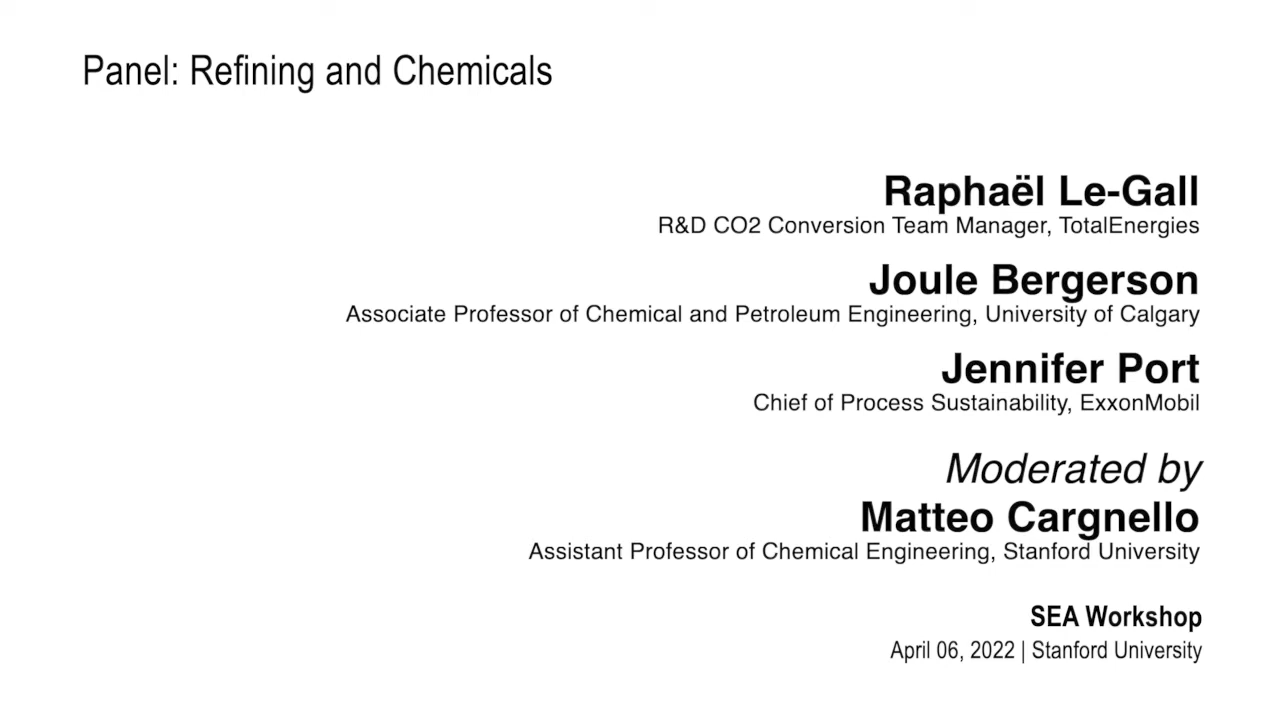 Panel: Refining and Chemicals
Raphaël Le-Gall
R&D CO2 Conversion Team Manager, TotalEnergies
Joule Bergerson
Associate Professor of Chemical and Petroleum Engineering, University of Calgary
Jennifer Port
Chief of Process Sustainability, ExxonMobil
Moderated by
Matteo Cargnello
Assistant Professor of Chemical Engineering, Stanford University
SEA Workshop
April 06, 2022 | Stanford University